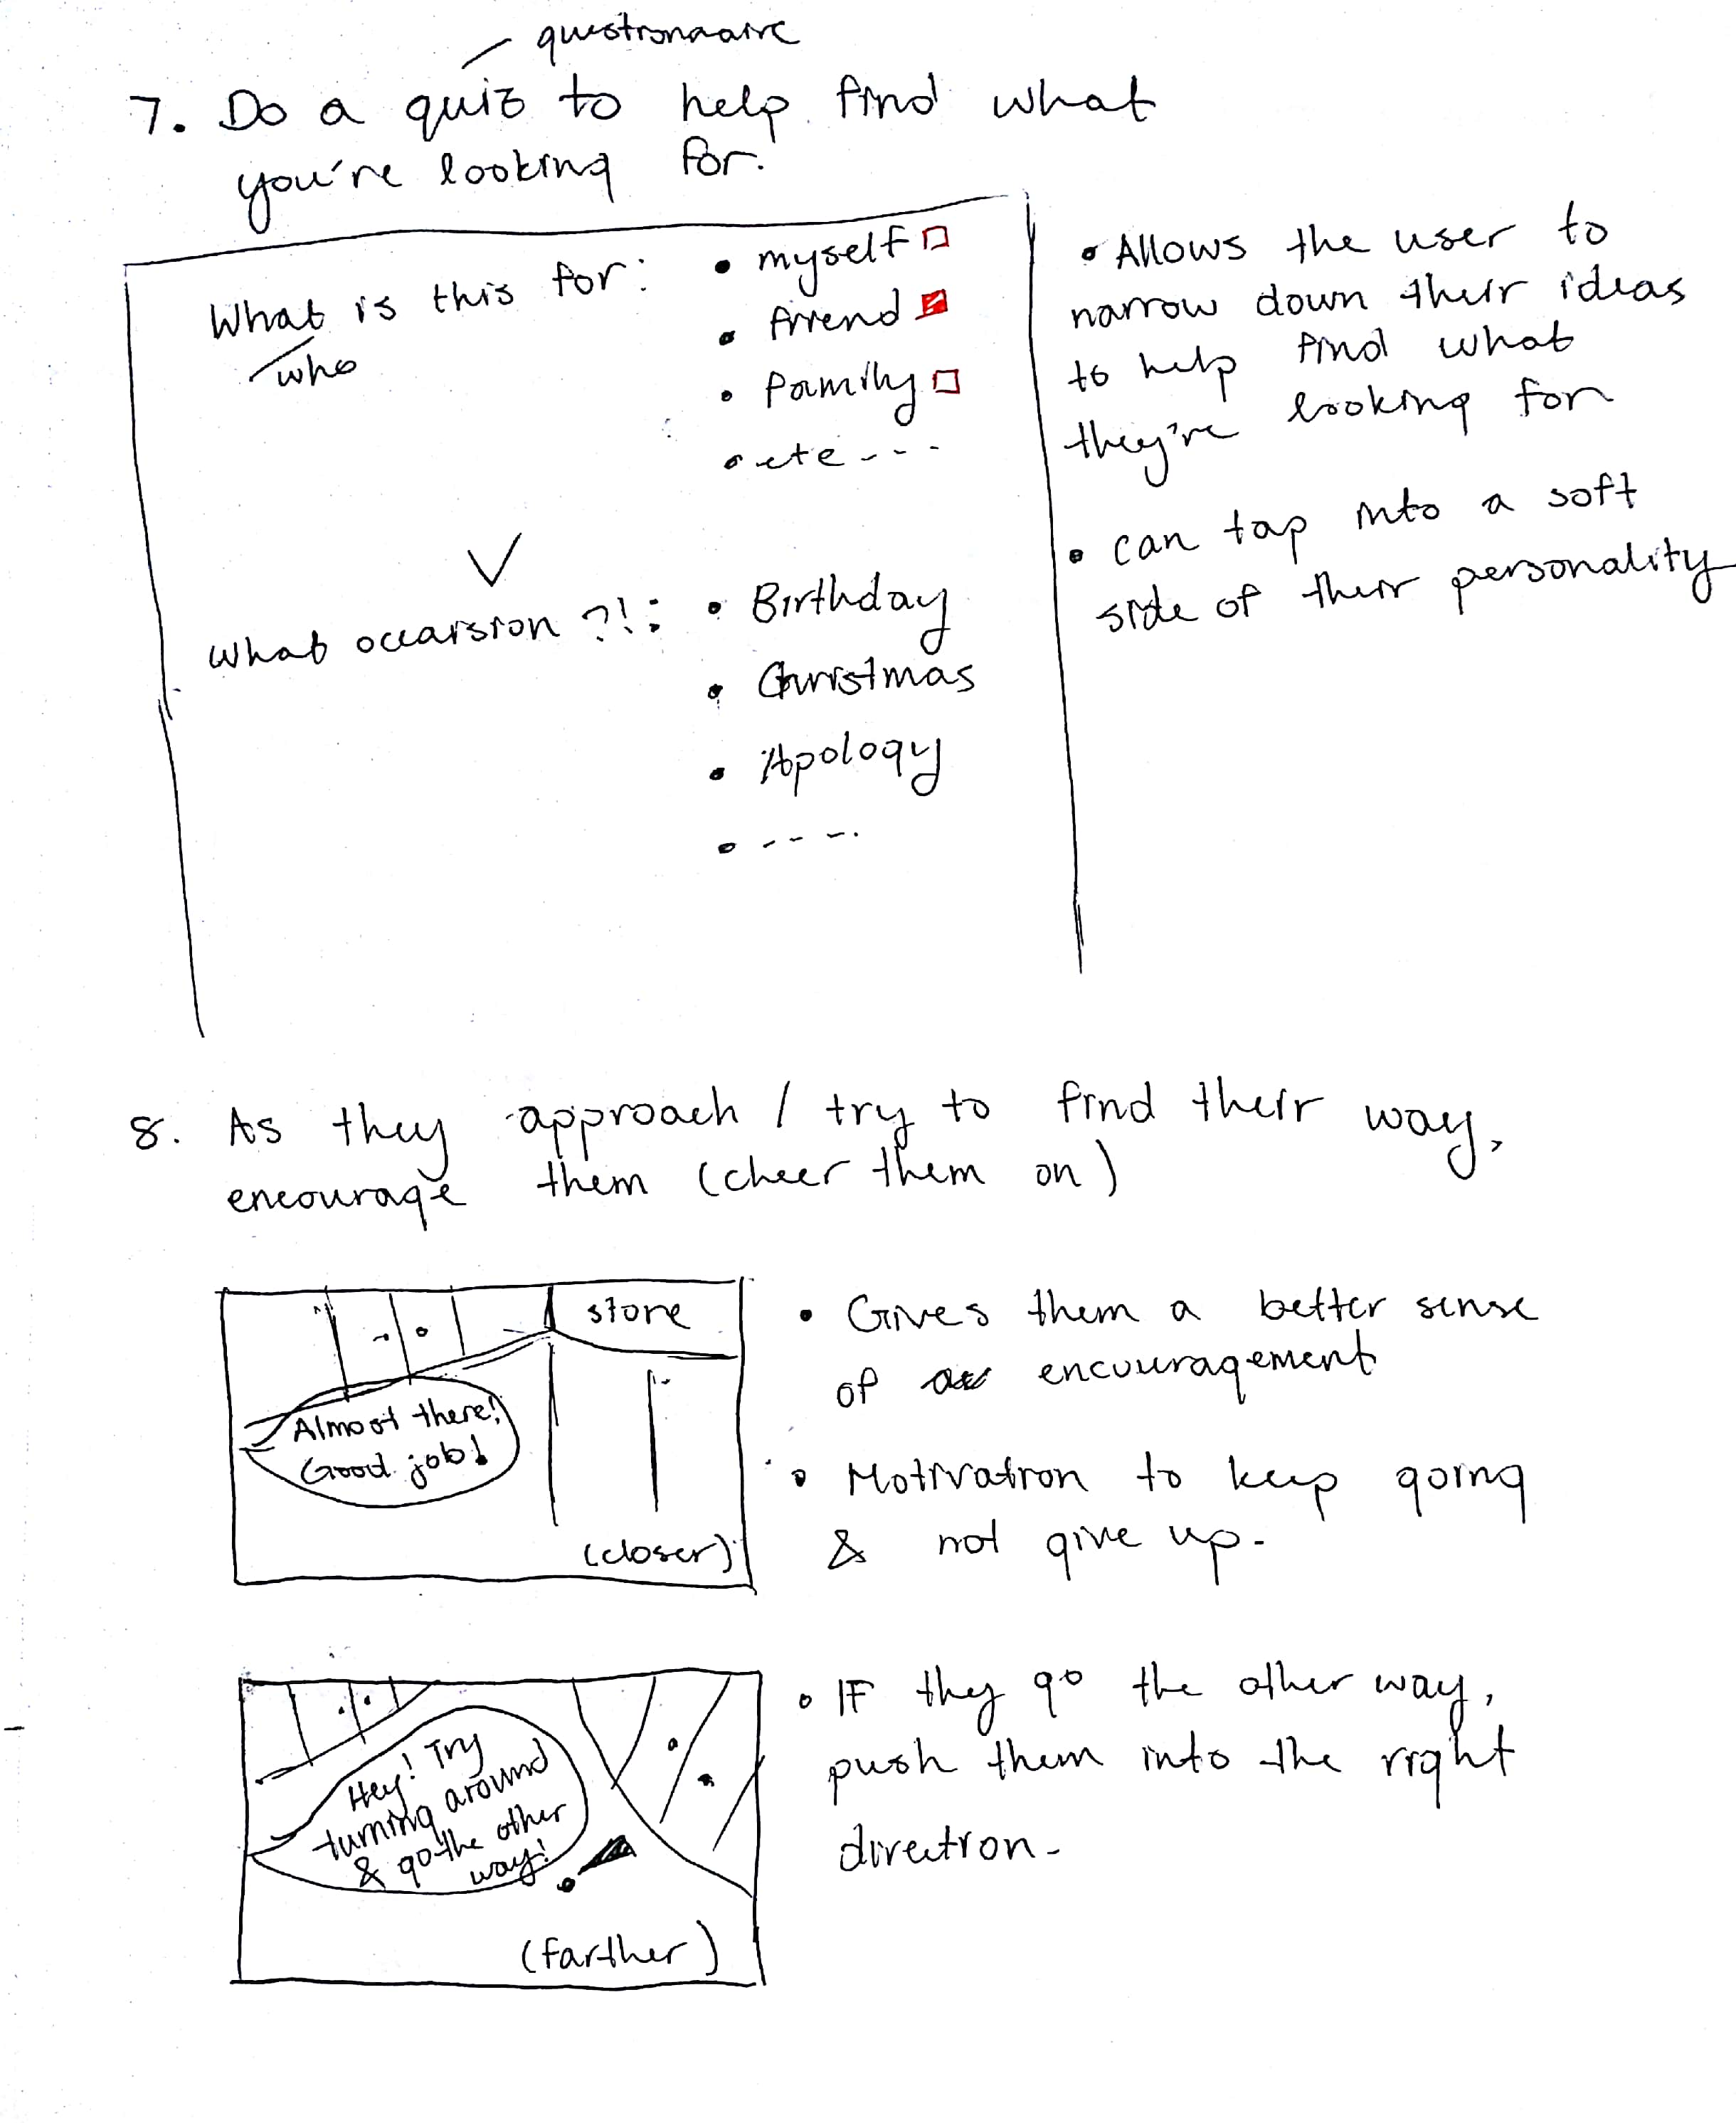 questionaire
7. Do a quiz to help find what
you're looking for.
What is this for:
who
• myself
• friend
• family
• etc---
What occarsion ?!:
• Birthday
• Christmas
• Apology
• ----.
• Allows the user to
narrow down their ideas
to help find what
they're looking for
• can tap into a soft
side of their personality
8. As they approach / try to find their way,
encourage them (cheer them on)
store
Almost there!
Good job!
(closer)
• Gives them a better sense
of encouragement
• Motivation to keep going
& not give up.
Hey! Try
turning around
& go the other
way!
(farther)
• IF they go the other way,
push them into the right
direction.